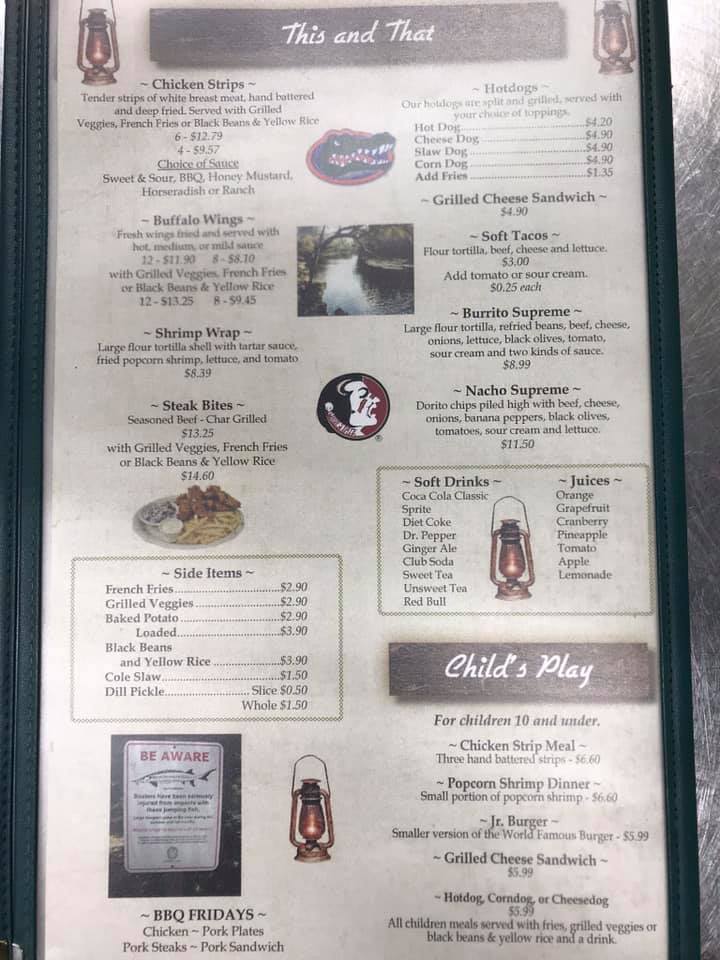 This and That
~ Chicken Strips ~
Tender strips of white breast meat, hand battered
and deep fried. Served with Grilled
Veggies, French Fries or Black Beans & Yellow Rice
6 - $12.79
4 - $9.57
Choice of Sauce
Sweet & Sour, BBQ, Honey Mustard,
Horseradish or Ranch
~ Buffalo Wings ~
Fresh wings fried and served with
hot, medium, or mild sauce
12 - $11.90 8 - $8.10
with Grilled Veggies, French Fries
or Black Beans & Yellow Rice
12 - $13.25 8 - $9.45
~ Shrimp Wrap ~
Large flour tortilla shell with tartar sauce,
fried popcorn shrimp, lettuce, and tomato
$8.39
~ Steak Bites ~
Seasoned Beef - Char Grilled
$13.25
with Grilled Veggies, French Fries
or Black Beans & Yellow Rice
$14.60
~ Side Items ~
French Fries..............................$2.90
Grilled Veggies........................$2.90
Baked Potato............................$2.90
Loaded............................$3.90
Black Beans
and Yellow Rice ..................$3.90
Cole Slaw..................................$1.50
Dill Pickle........................ Slice $0.50
Whole $1.50
BE AWARE
Boaters have been seriously
injured from impacts with
these jumping fish.
~ BBQ FRIDAYS ~
Chicken ~ Pork Plates
Pork Steaks ~ Pork Sandwich
~ Hotdogs ~
Our hotdogs are split and grilled, served with
your choice of toppings.
Hot Dog..................................$4.20
Cheese Dog............................$4.90
Slaw Dog................................$4.90
Corn Dog...............................$4.90
Add Fries ...............................$1.35
~ Grilled Cheese Sandwich ~
$4.90
~ Soft Tacos ~
Flour tortilla, beef, cheese and lettuce.
$3.00
Add tomato or sour cream.
$0.25 each
~ Burrito Supreme ~
Large flour tortilla, refried beans, beef, cheese,
onions, lettuce, black olives, tomato,
sour cream and two kinds of sauce.
$8.99
~ Nacho Supreme ~
Dorito chips piled high with beef, cheese,
onions, banana peppers, black olives,
tomatoes, sour cream and lettuce.
$11.50
~ Soft Drinks ~
Coca Cola Classic
Sprite
Diet Coke
Dr. Pepper
Ginger Ale
Club Soda
Sweet Tea
Unsweet Tea
Red Bull
~ Juices ~
Orange
Grapefruit
Cranberry
Pineapple
Tomato
Apple
Lemonade
Child's Play
For children 10 and under.
~ Chicken Strip Meal ~
Three hand battered strips - $6.60
~ Popcorn Shrimp Dinner ~
Small portion of popcorn shrimp - $6.60
~ Jr. Burger ~
Smaller version of the World Famous Burger - $5.99
~ Grilled Cheese Sandwich ~
$5.99
~ Hotdog, Corndog, or Cheesedog
$5.99
All children meals served with fries, grilled veggies or
black beans & yellow rice and a drink.